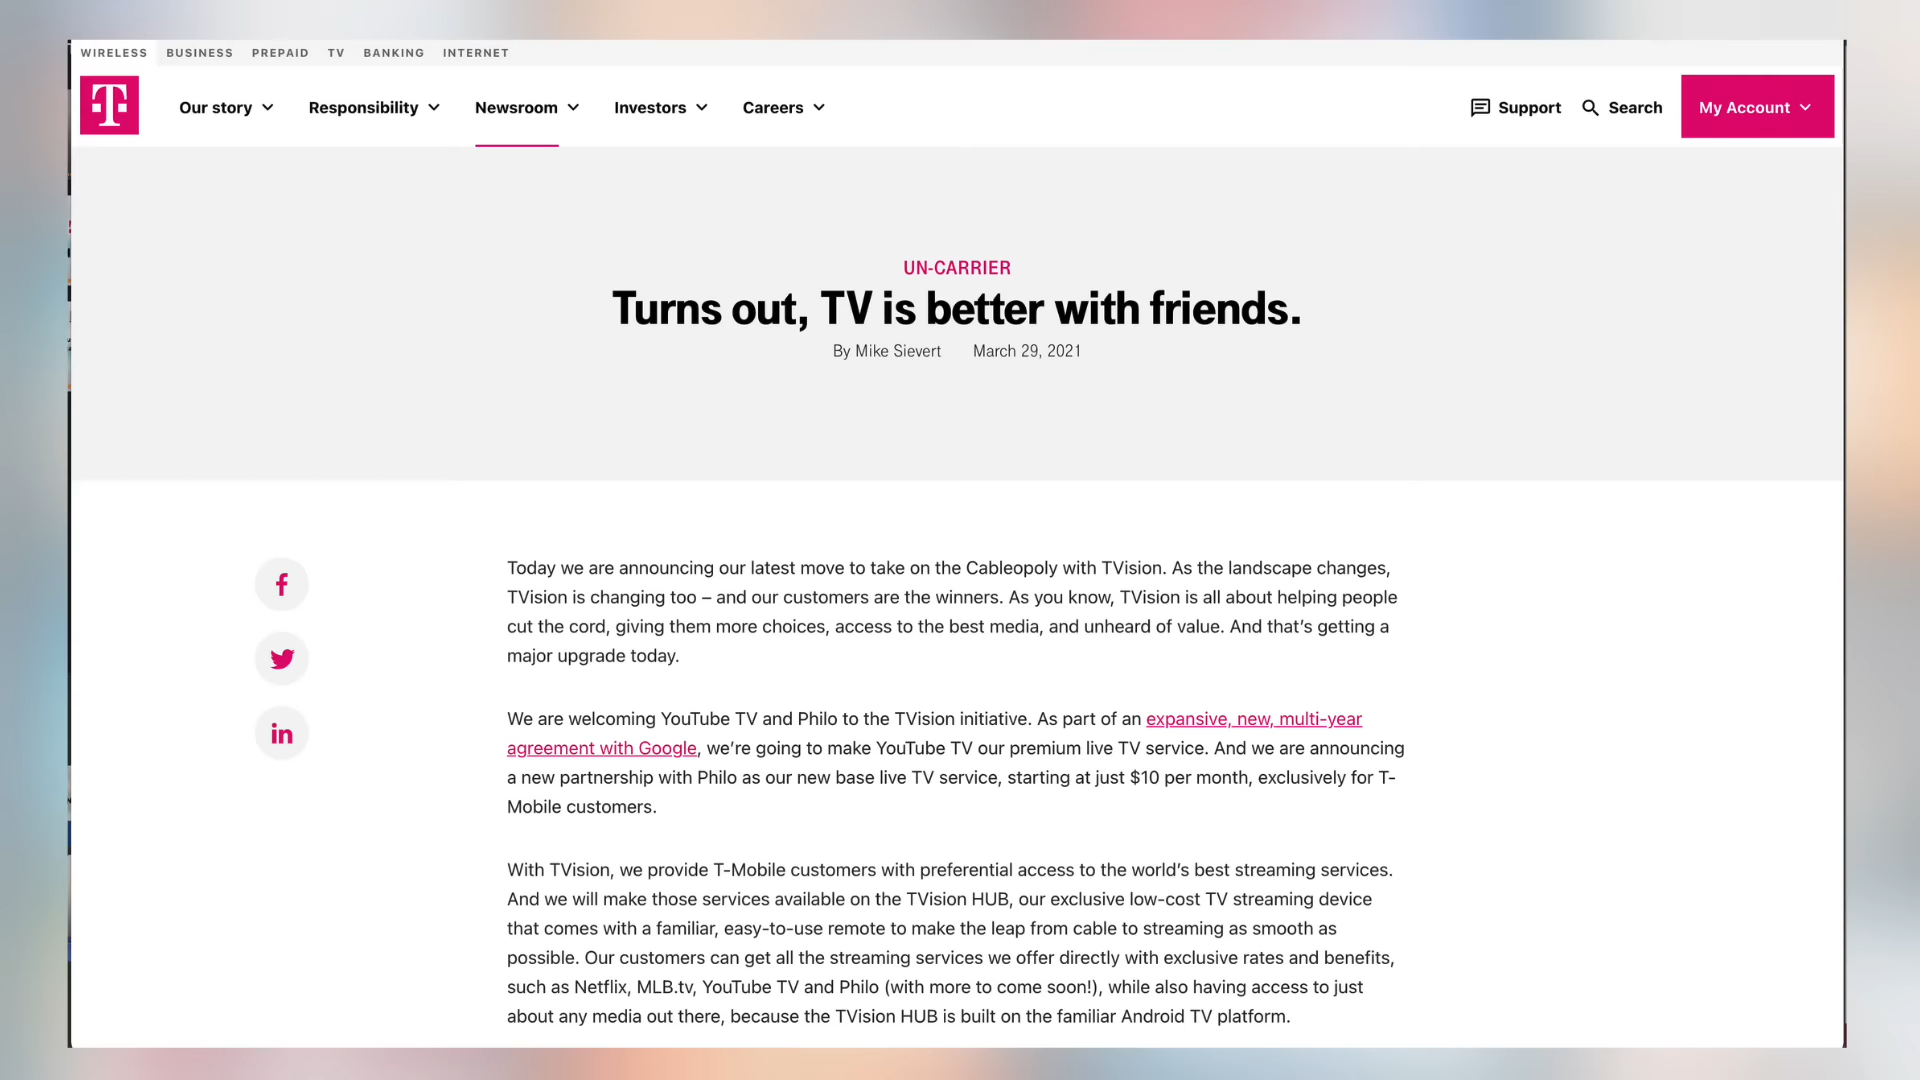 WIRELESS BUSINESS PREPAID TV BANKING INTERNET
T Our story Responsibility Newsroom Investors Careers Support Search My Account
UN-CARRIER
Turns out, TV is better with friends.
By Mike Sievert March 29, 2021
Today we are announcing our latest move to take on the Cableopoly with TVision. As the landscape changes,
TVision is changing too – and our customers are the winners. As you know, TVision is all about helping people
cut the cord, giving them more choices, access to the best media, and unheard of value. And that’s getting a
major upgrade today.
We are welcoming YouTube TV and Philo to the TVision initiative. As part of an expansive, new, multi-year
agreement with Google, we’re going to make YouTube TV our premium live TV service. And we are announcing
a new partnership with Philo as our new base live TV service, starting at just $10 per month, exclusively for T-
Mobile customers.
With TVision, we provide T-Mobile customers with preferential access to the world’s best streaming services.
And we will make those services available on the TVision HUB, our exclusive low-cost TV streaming device
that comes with a familiar, easy-to-use remote to make the leap from cable to streaming as smooth as
possible. Our customers can get all the streaming services we offer directly with exclusive rates and benefits,
such as Netflix, MLB.tv, YouTube TV and Philo (with more to come soon!), while also having access to just
about any media out there, because the TVision HUB is built on the familiar Android TV platform.